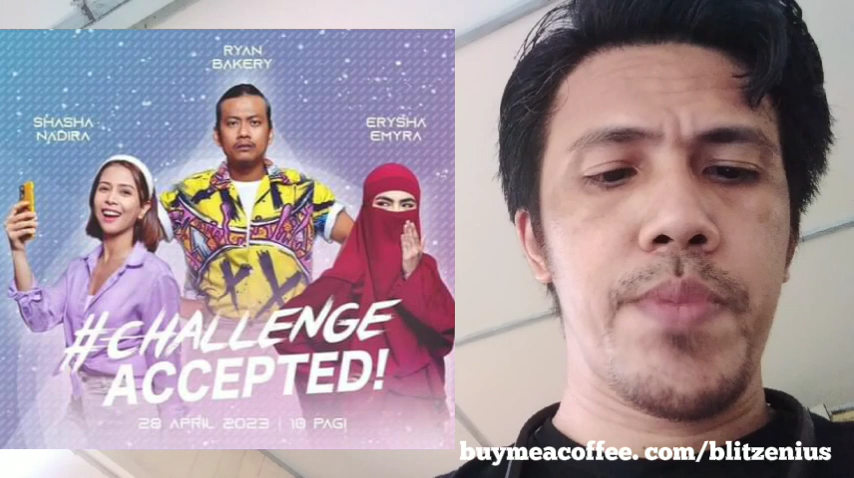 RYAN
BAKERY
SHASHA
NADIRA
ERYSHA
EMYRA
#CHALLENGE
ACCEPTED!
28 APRIL 2023 | 10 PAGI
buymeacoffee. com/blitzenius